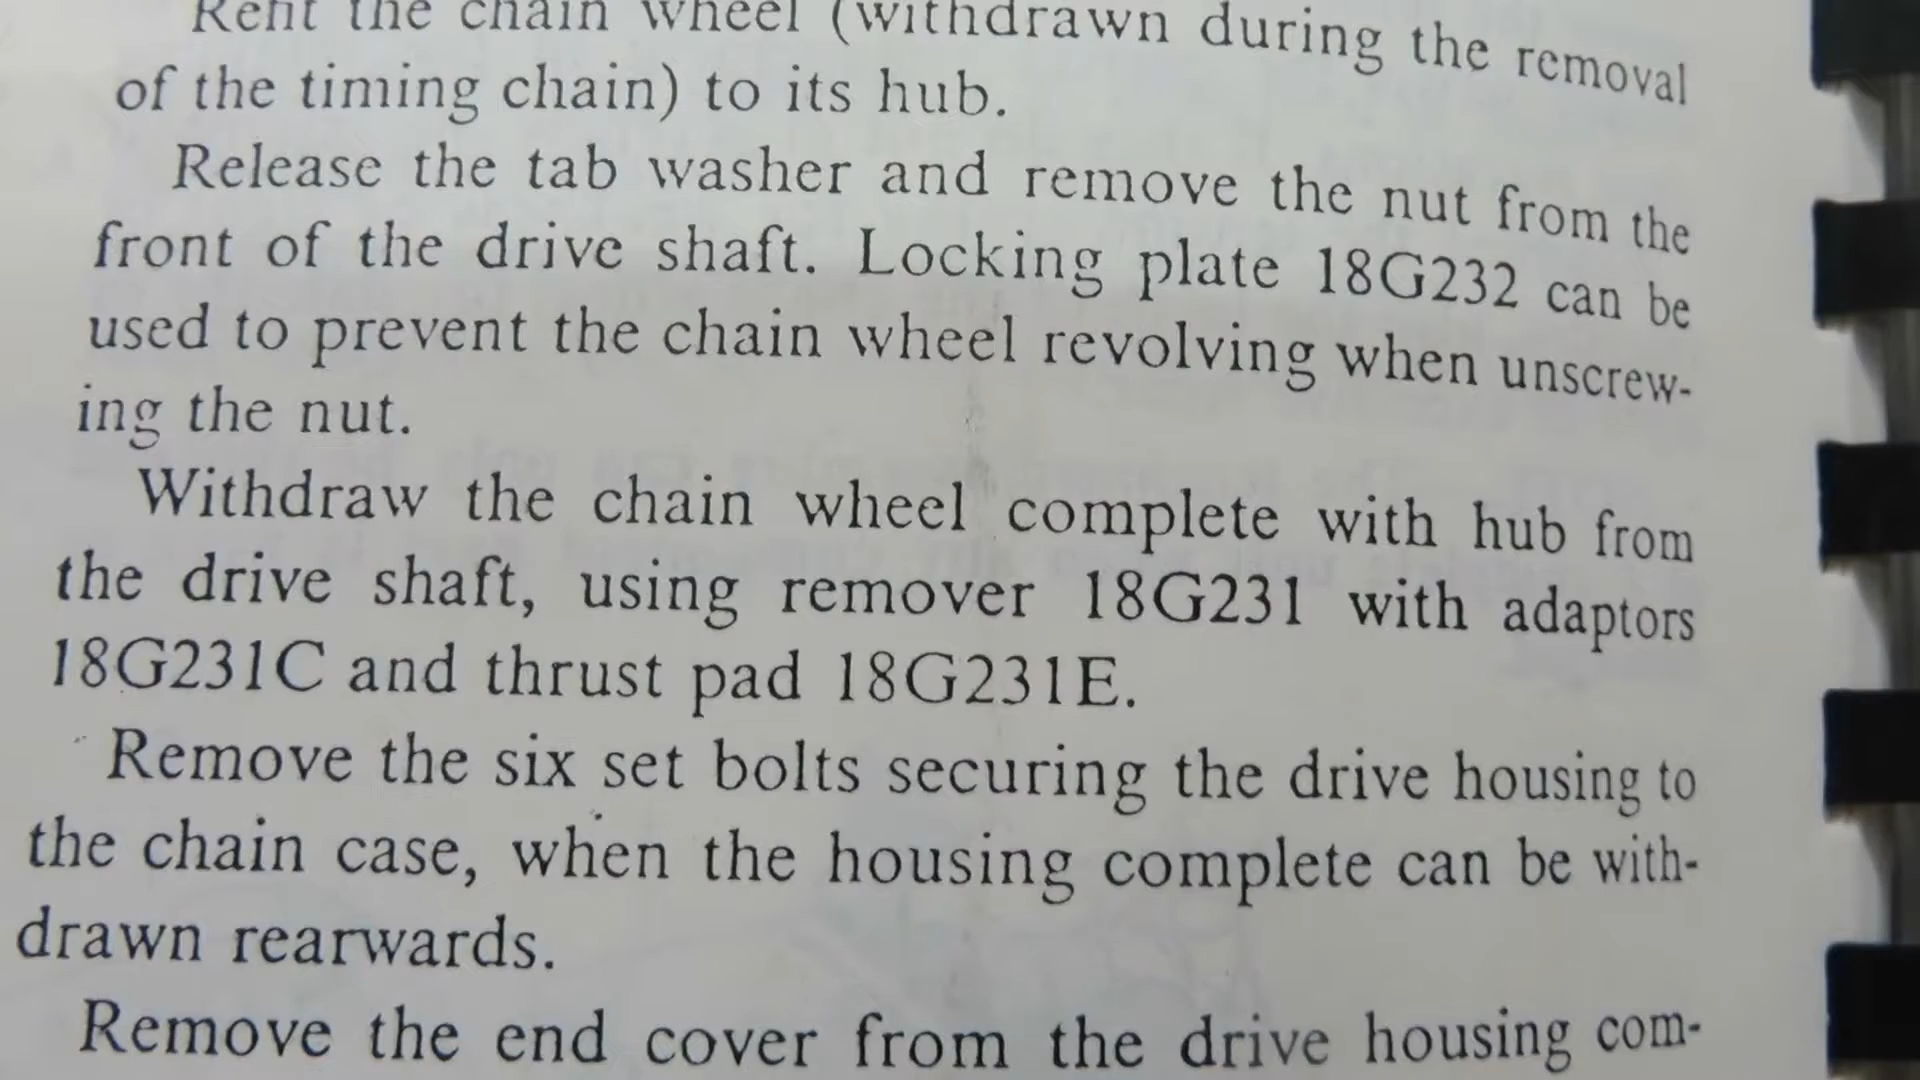 Refit the chain wheel (withdrawn during the removal
of the timing chain) to its hub.
Release the tab washer and remove the nut from the
front of the drive shaft. Locking plate 18G232 can be
used to prevent the chain wheel revolving when unscrew-
ing the nut.
Withdraw the chain wheel complete with hub from
the drive shaft, using remover 18G231 with adaptors
18G231C and thrust pad 18G231E.
Remove the six set bolts securing the drive housing to
the chain case, when the housing complete can be with-
drawn rearwards.
Remove the end cover from the drive housing com-